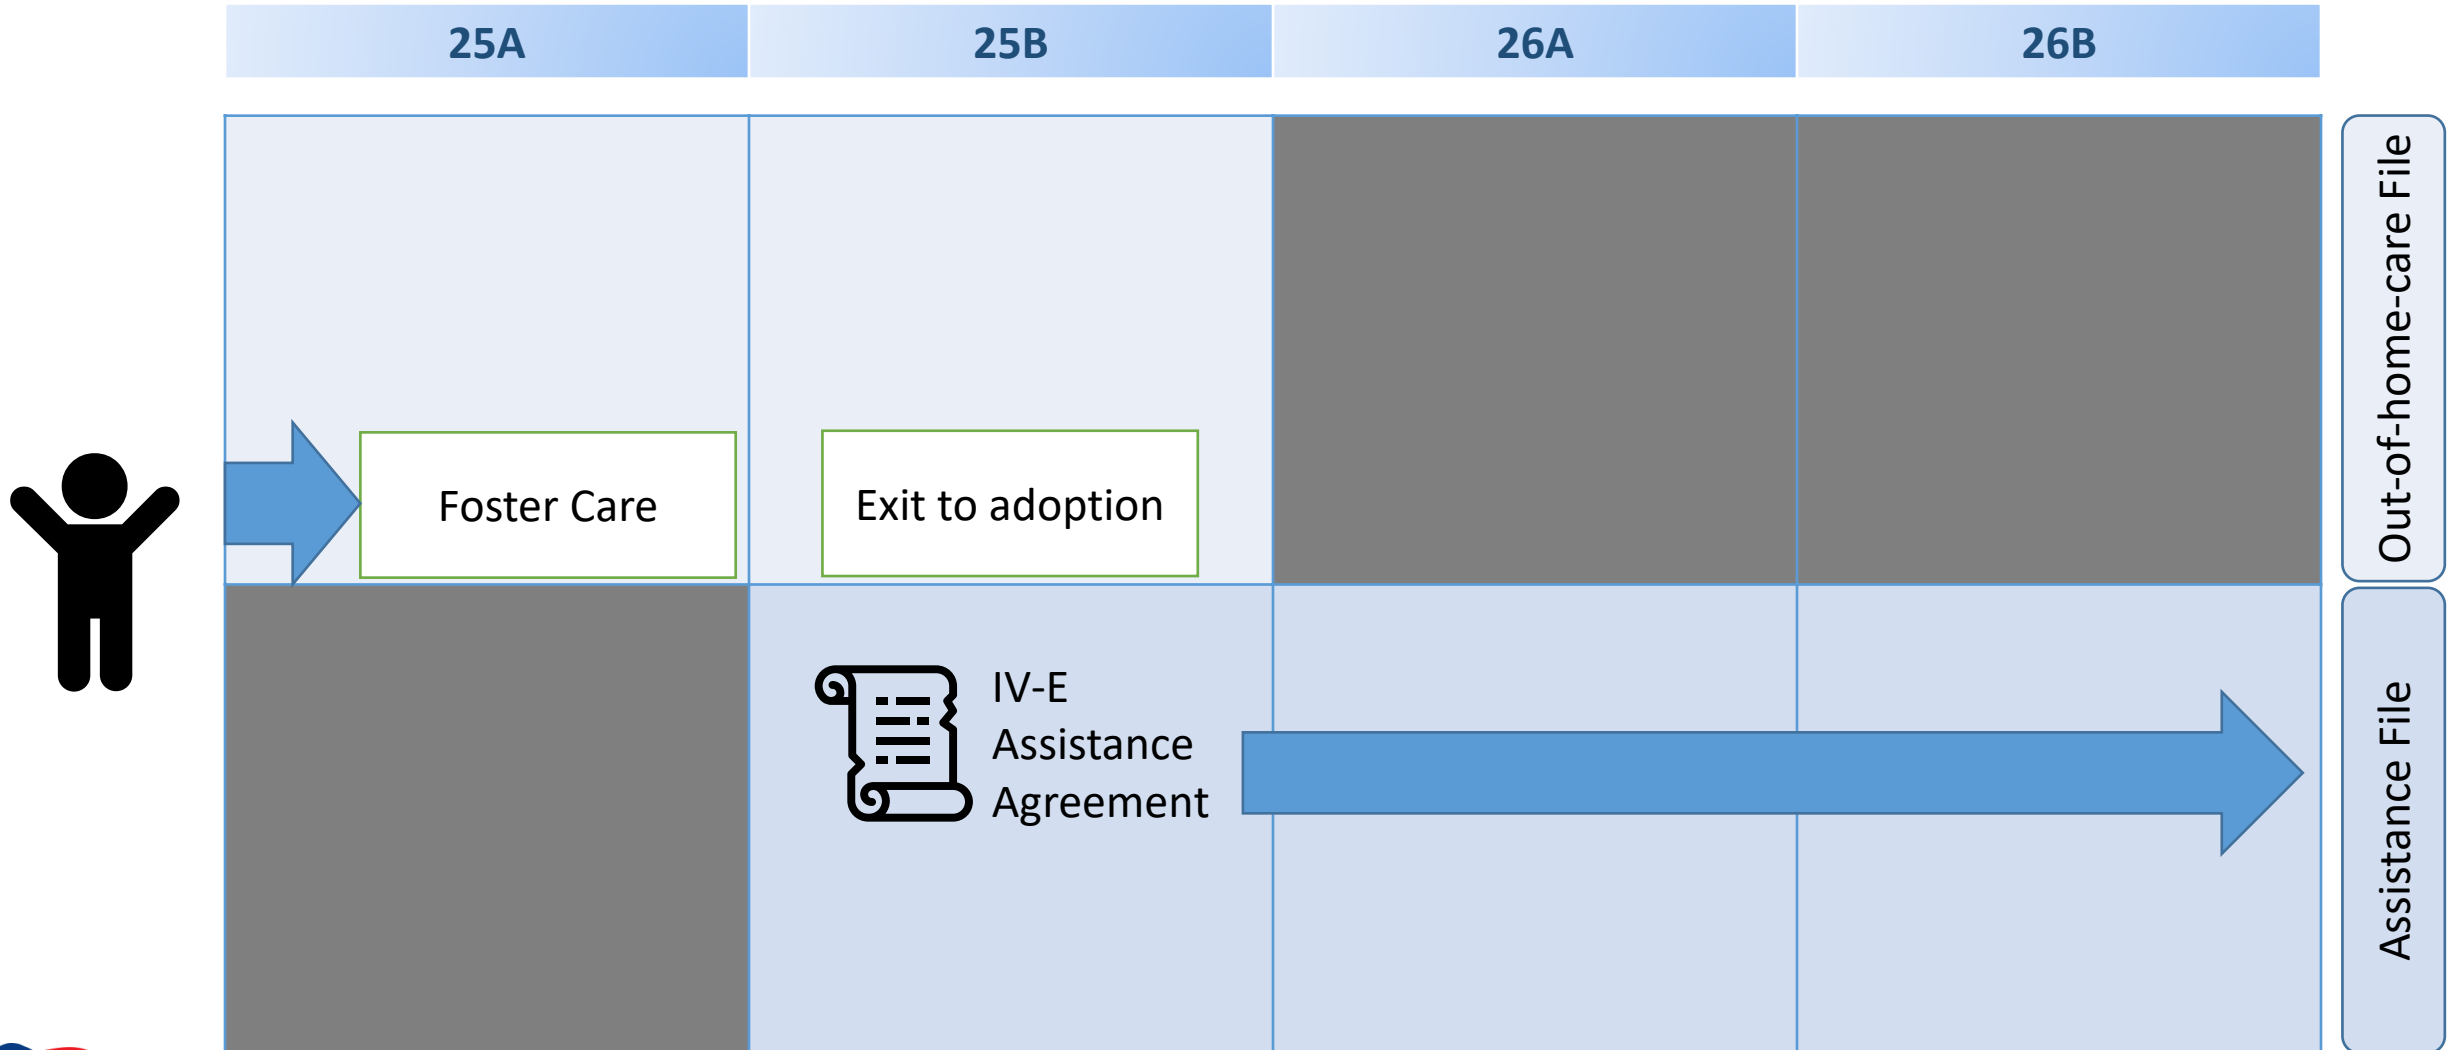 25A
25B
26A
26B
Out-of-home-care File
Foster Care
Exit to adoption
IV-E
Assistance
Agreement
Assistance File